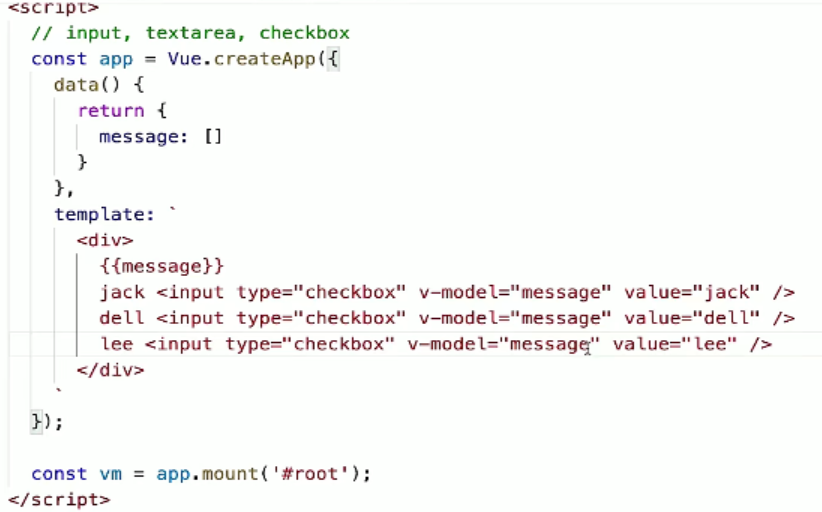 <script>
// input, textarea, checkbox
const app = Vue.createApp({
data() {
return {
message: []
}
},
template: `
<div>
{{message}}
jack <input type="checkbox" v-model="message" value="jack" />
dell <input type="checkbox" v-model="message" value="dell" />
lee <input type="checkbox" v-model="message" value="lee" />
</div>
`
});
const vm = app.mount('#root');
</script>